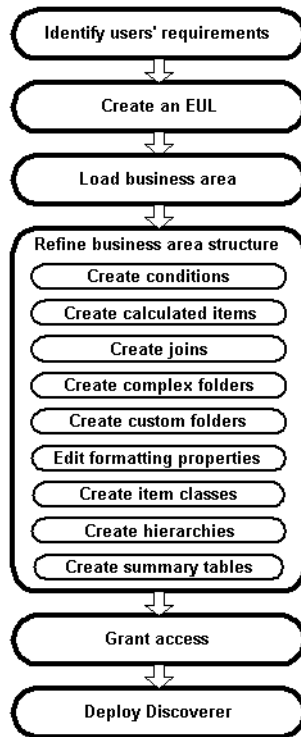 Identify users' requirements
Create an EUL
Load business area
Refine business area structure
Create conditions
Create calculated items
Create joins
Create complex folders
Create custom folders
Edit formatting properties
Create item classes
Create hierarchies
Create summary tables
Grant access
Deploy Discoverer